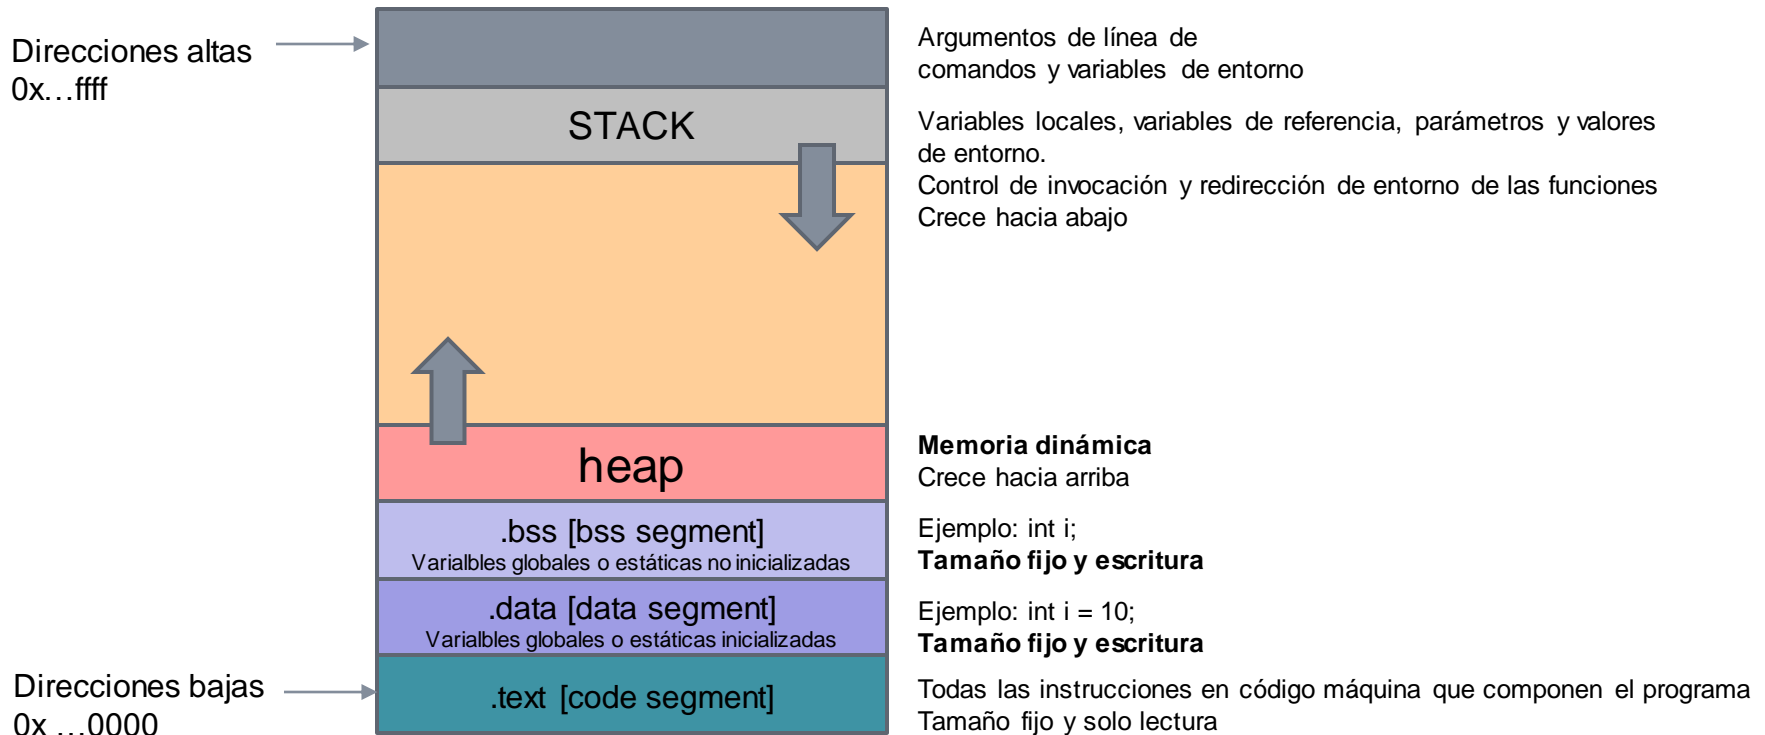 Direcciones altas
0x...ffff
Argumentos de línea de
comandos y variables de entorno
STACK
Variables locales, variables de referencia, parámetros y valores
de entorno.
Control de invocación y redirección de entorno de las funciones
Crece hacia abajo
heap
Memoria dinámica
Crece hacia arriba
.bss [bss segment]
Varialbles globales o estáticas no inicializadas
Ejemplo: int i;
Tamaño fijo y escritura
.data [data segment]
Varialbles globales o estáticas inicializadas
Ejemplo: int i = 10;
Tamaño fijo y escritura
Direcciones bajas
0x ...0000
.text [code segment]
Todas las instrucciones en código máquina que componen el programa
Tamaño fijo y solo lectura